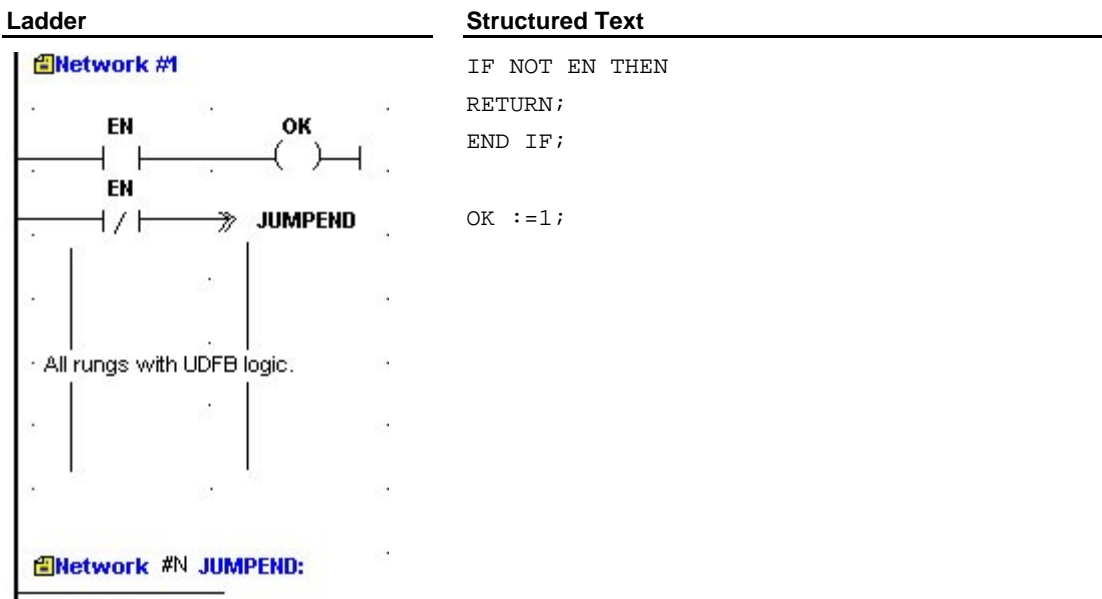 Ladder
Structured Text
Network #1
EN
OK
EN
JUMPEND
All rungs with UDFB logic.
Network #N JUMPEND:
IF NOT EN THEN
RETURN;
END IF;
OK :=1;